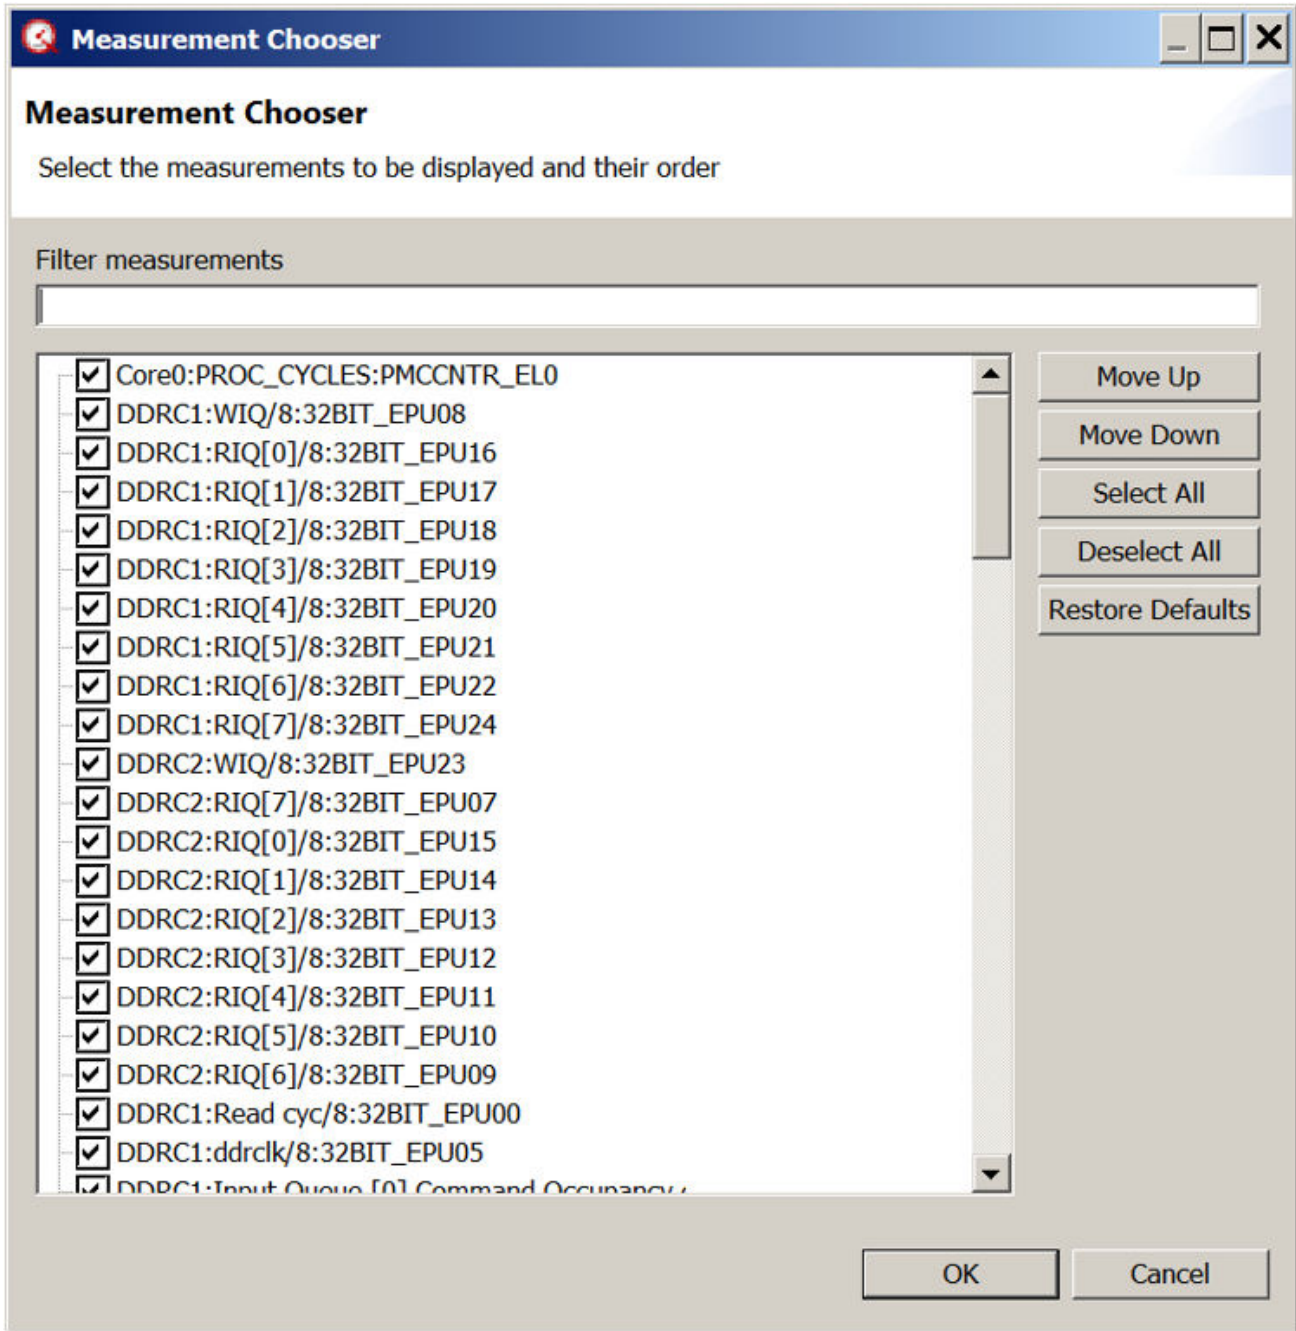 Measurement Chooser
Measurement Chooser
Select the measurements to be displayed and their order
Filter measurements
Core0:PROC_CYCLES:PMCCNTR_EL0
DDRC1:WIQ/8:32BIT_EPU08
DDRC1:RIQ[0]/8:32BIT_EPU16
DDRC1:RIQ[1]/8:32BIT_EPU17
DDRC1:RIQ[2]/8:32BIT_EPU18
DDRC1:RIQ[3]/8:32BIT_EPU19
DDRC1:RIQ[4]/8:32BIT_EPU20
DDRC1:RIQ[5]/8:32BIT_EPU21
DDRC1:RIQ[6]/8:32BIT_EPU22
DDRC1:RIQ[7]/8:32BIT_EPU24
DDRC2:WIQ/8:32BIT_EPU23
DDRC2:RIQ[7]/8:32BIT_EPU07
DDRC2:RIQ[0]/8:32BIT_EPU15
DDRC2:RIQ[1]/8:32BIT_EPU14
DDRC2:RIQ[2]/8:32BIT_EPU13
DDRC2:RIQ[3]/8:32BIT_EPU12
DDRC2:RIQ[4]/8:32BIT_EPU11
DDRC2:RIQ[5]/8:32BIT_EPU10
DDRC2:RIQ[6]/8:32BIT_EPU09
DDRC1:Read cyc/8:32BIT_EPU00
DDRC1:ddrclk/8:32BIT_EPU05
DDRC1:Input Queue [0] Command Occupancy
Move Up
Move Down
Select All
Deselect All
Restore Defaults
OK
Cancel